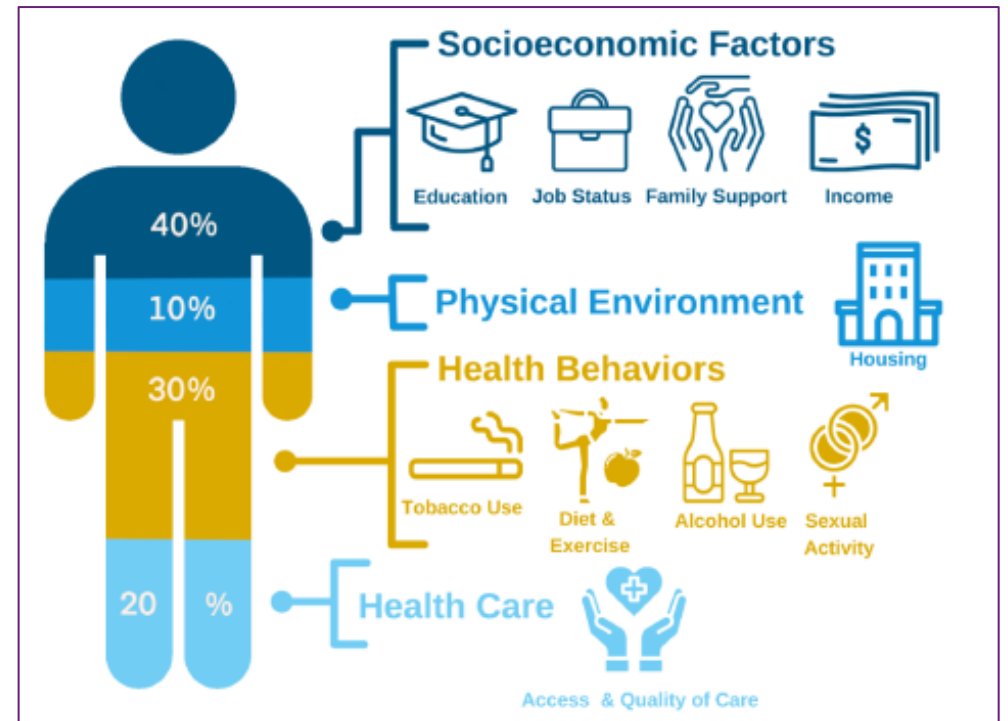 Socioeconomic Factors
$
Education Job Status Family Support Income
40%
10%
Physical Environment
Housing
30%
Health Behaviors
Tobacco Use
Diet &
Exercise
Alcohol Use
Sexual
Activity
20 %
Health Care
Access & Quality of Care